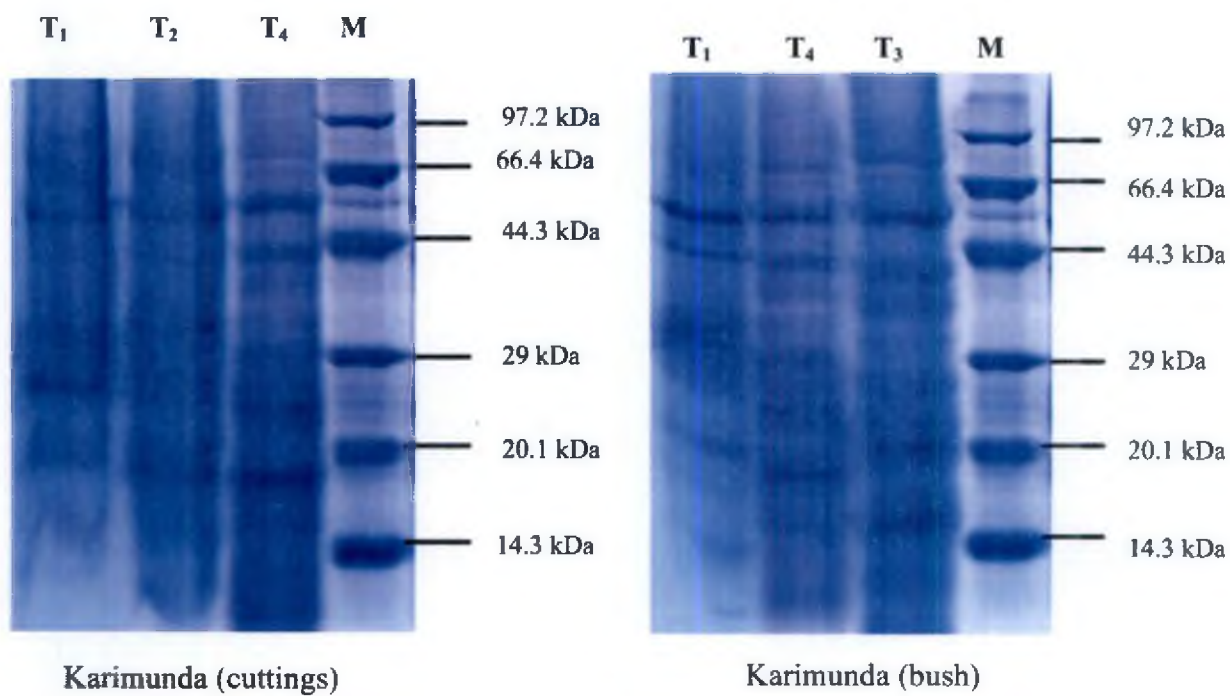 T₁ T₂ T₄ M
97.2 kDa
66.4 kDa
44.3 kDa
29 kDa
20.1 kDa
14.3 kDa
Karimunda (cuttings)
T₁ T₄ T₃ M
97.2 kDa
66.4 kDa
44.3 kDa
29 kDa
20.1 kDa
14.3 kDa
Karimunda (bush)